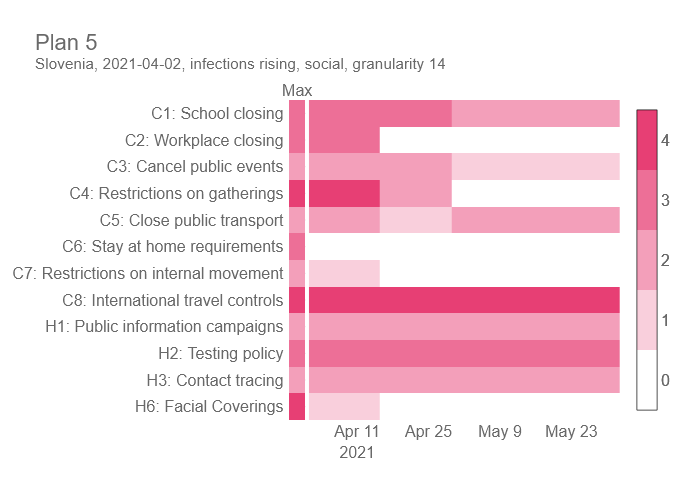 Plan 5
Slovenia, 2021-04-02, infections rising, social, granularity 14
Max
C1: School closing
C2: Workplace closing
C3: Cancel public events
C4: Restrictions on gatherings
C5: Close public transport
C6: Stay at home requirements
C7: Restrictions on internal movement
C8: International travel controls
H1: Public information campaigns
H2: Testing policy
H3: Contact tracing
H6: Facial Coverings
Apr 11 Apr 25 May 9 May 23
2021
4
3
2
1
0